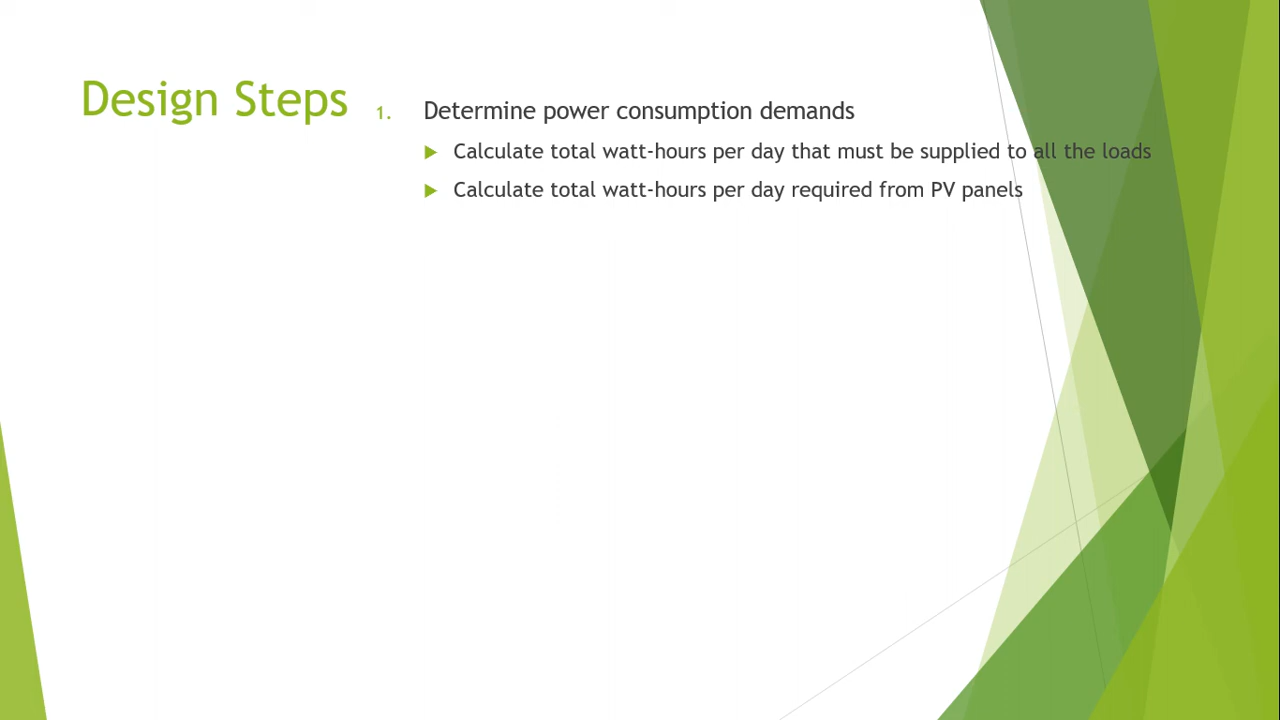 Design Steps
1. Determine power consumption demands
Calculate total watt-hours per day that must be supplied to all the loads
Calculate total watt-hours per day required from PV panels